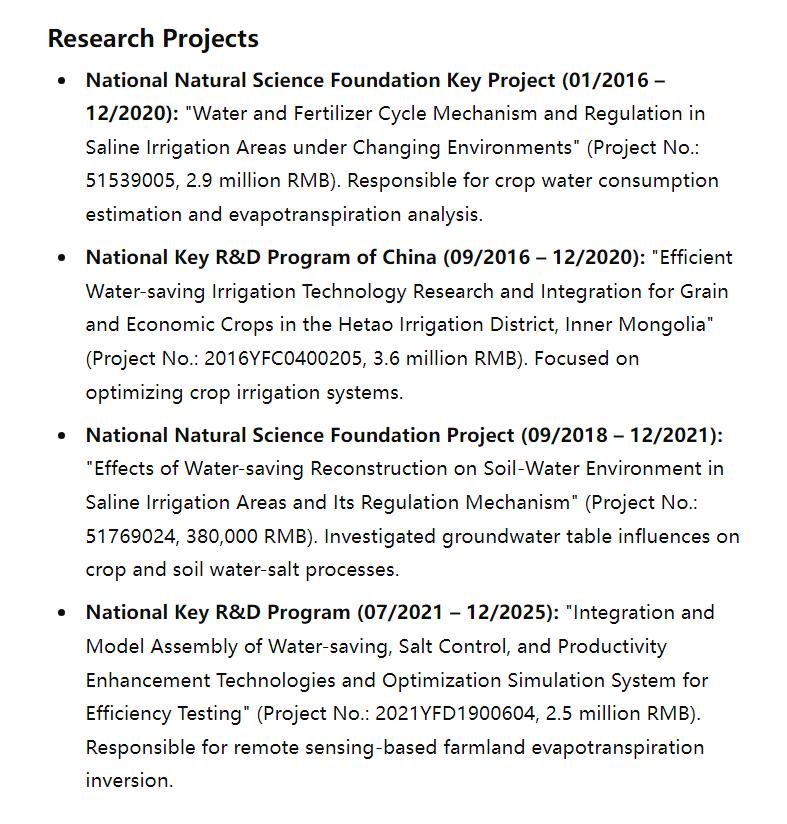 Research Projects
• National Natural Science Foundation Key Project (01/2016 –
12/2020): "Water and Fertilizer Cycle Mechanism and Regulation in
Saline Irrigation Areas under Changing Environments" (Project No.:
51539005, 2.9 million RMB). Responsible for crop water consumption
estimation and evapotranspiration analysis.
• National Key R&D Program of China (09/2016 – 12/2020): "Efficient
Water-saving Irrigation Technology Research and Integration for Grain
and Economic Crops in the Hetao Irrigation District, Inner Mongolia"
(Project No.: 2016YFC0400205, 3.6 million RMB). Focused on
optimizing crop irrigation systems.
• National Natural Science Foundation Project (09/2018 – 12/2021):
"Effects of Water-saving Reconstruction on Soil-Water Environment in
Saline Irrigation Areas and Its Regulation Mechanism" (Project No.:
51769024, 380,000 RMB). Investigated groundwater table influences on
crop and soil water-salt processes.
• National Key R&D Program (07/2021 – 12/2025): "Integration and
Model Assembly of Water-saving, Salt Control, and Productivity
Enhancement Technologies and Optimization Simulation System for
Efficiency Testing" (Project No.: 2021YFD1900604, 2.5 million RMB).
Responsible for remote sensing-based farmland evapotranspiration
inversion.